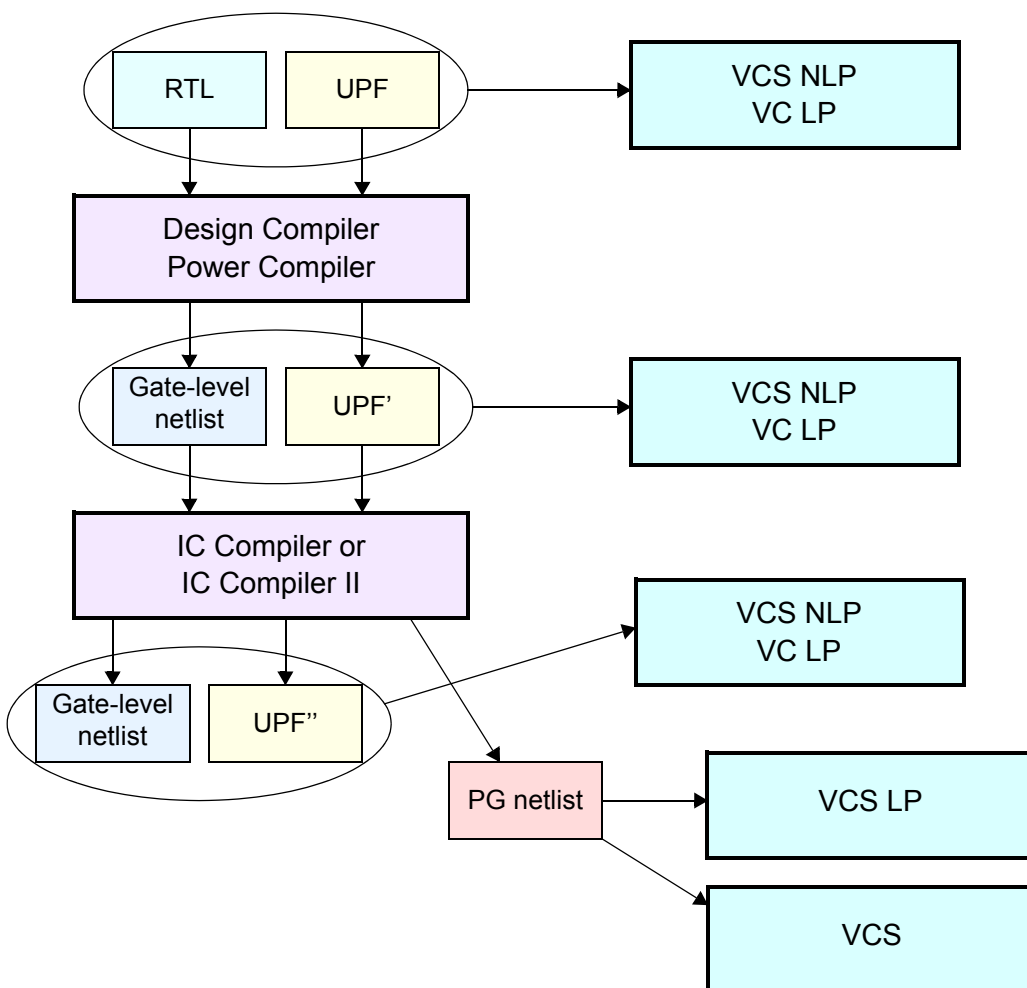 RTL
UPF
VCS NLP
VC LP
Design Compiler
Power Compiler
Gate-level
netlist
UPF’
VCS NLP
VC LP
IC Compiler or
IC Compiler II
VCS NLP
VC LP
Gate-level
netlist
UPF’’
PG netlist
VCS LP
VCS